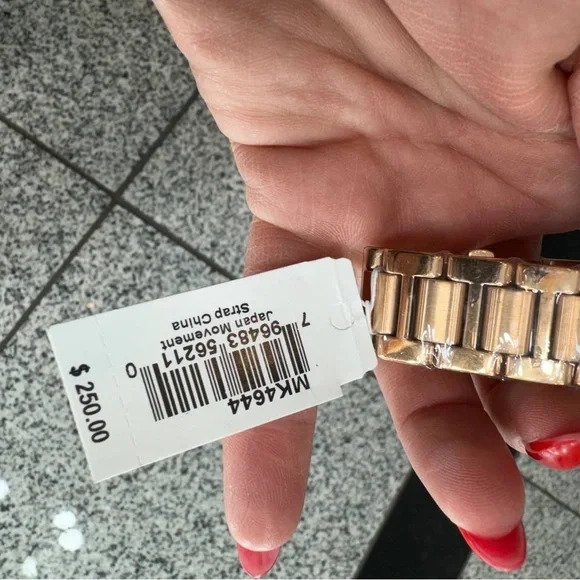 MK4644
7 96483 56211 0
Japan Movement
Strap China
$ 250.00